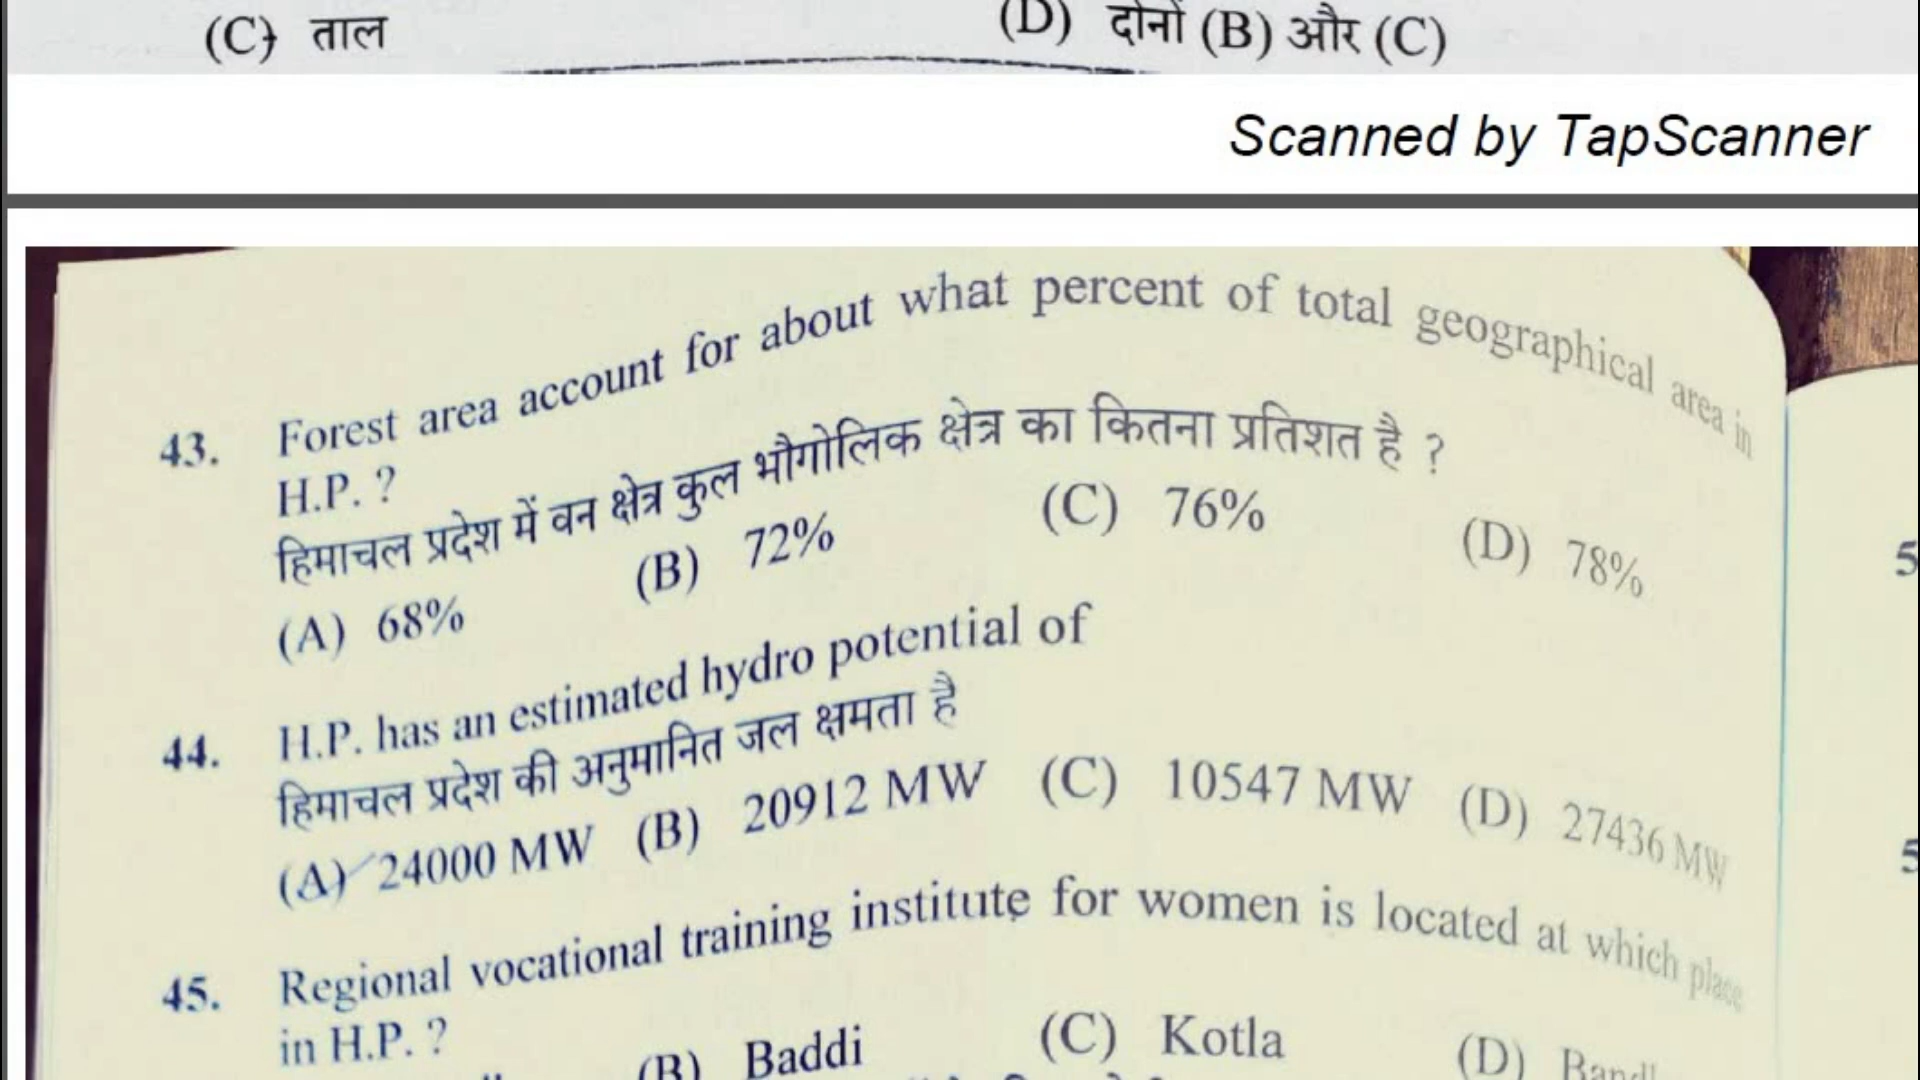 (C) ताल
(D) दोनों (B) और (C)
Scanned by TapScanner
43. Forest area account for about what percent of total geographical area in
H.P. ?
हिमाचल प्रदेश में वन क्षेत्र कुल भौगोलिक क्षेत्र का कितना प्रतिशत है ?
(A) 68% (B) 72% (C) 76% (D) 78%
44. H.P. has an estimated hydro potential of
हिमाचल प्रदेश की अनुमानित जल क्षमता है
(A) 24000 MW (B) 20912 MW (C) 10547 MW (D) 27436 MW
45. Regional vocational training institute for women is located at which place
in H.P. ?
(B) Baddi (C) Kotla (D)
5
5